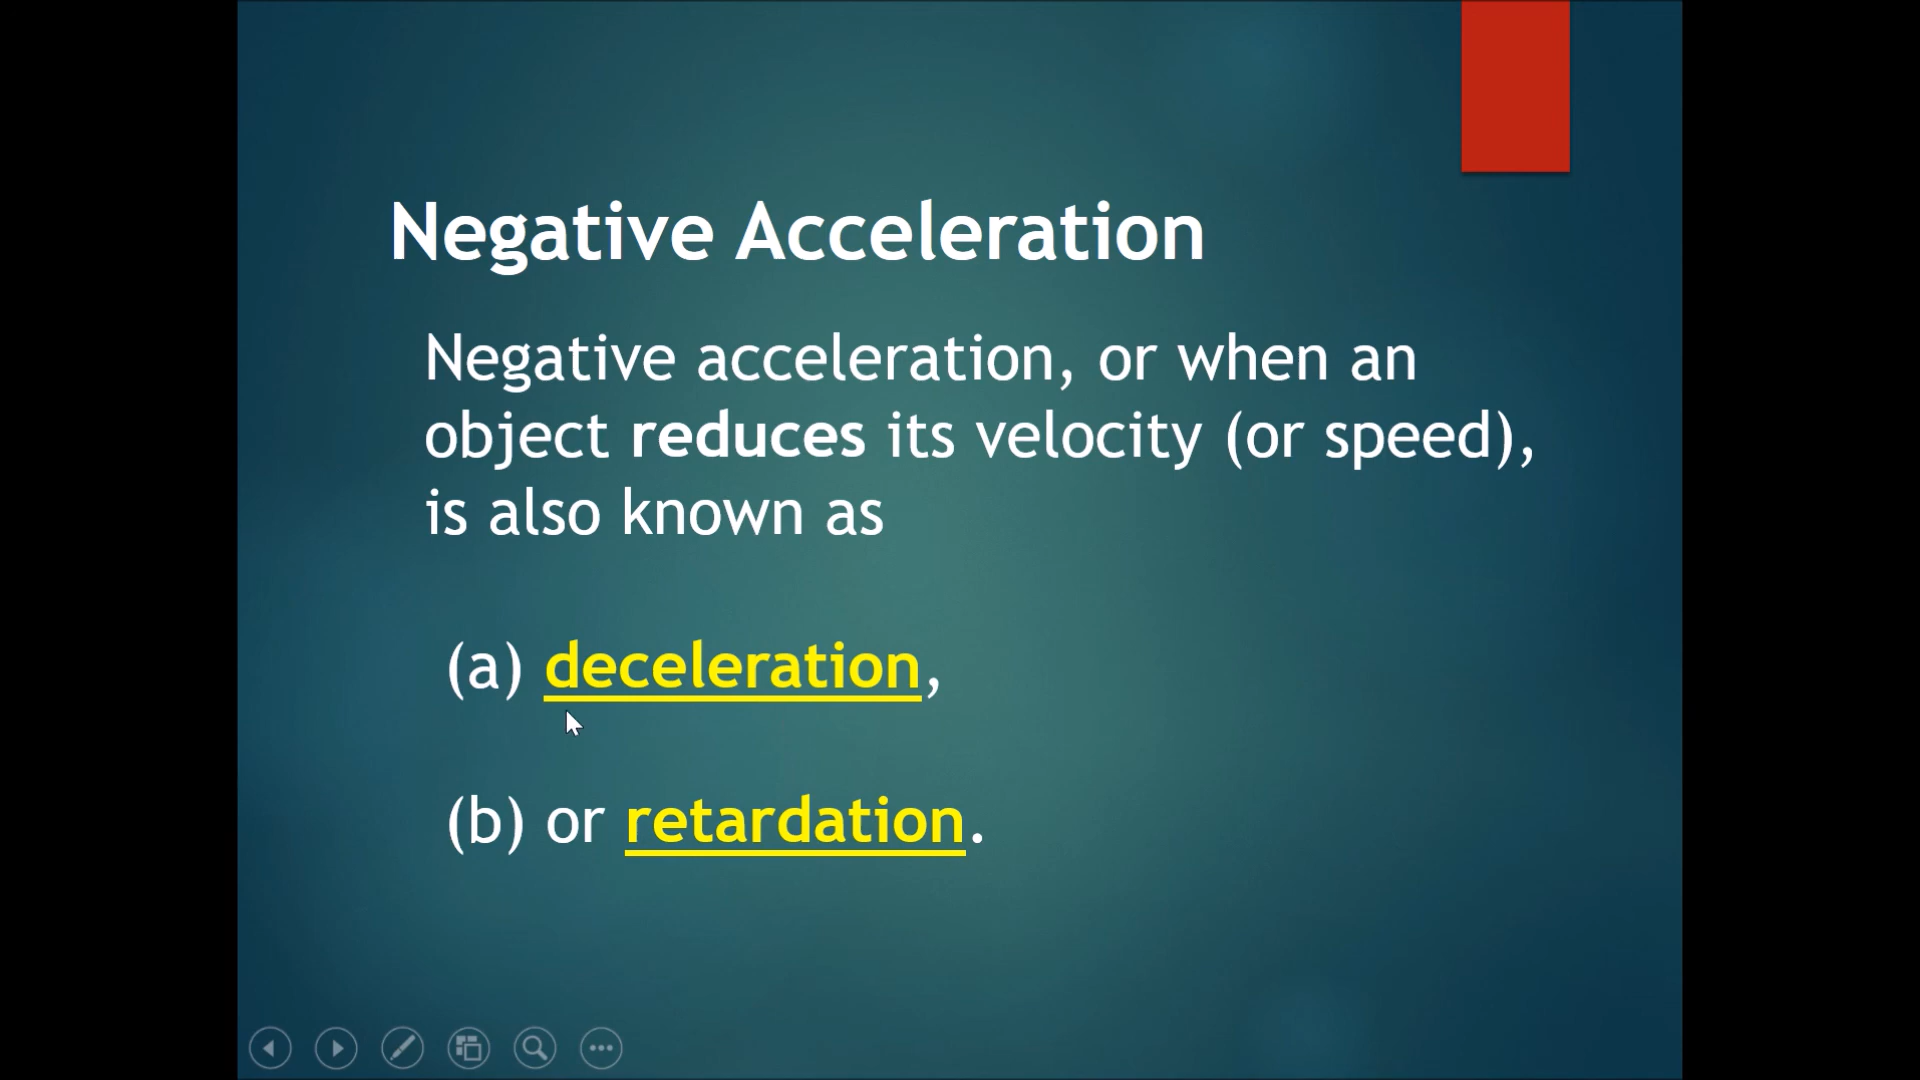 Negative Acceleration
Negative acceleration, or when an
object reduces its velocity (or speed),
is also known as
(a) deceleration,
(b) or retardation.